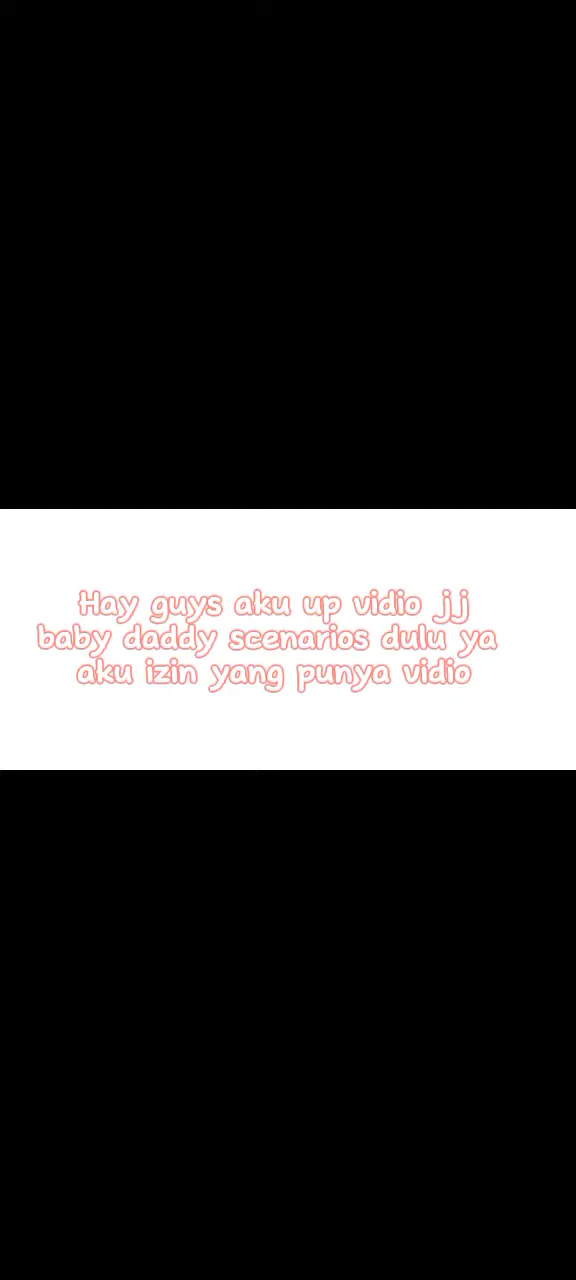 Hay guys aku up vidio jj
baby daddy scenarios dulu ya
aku izin yang punya vidio